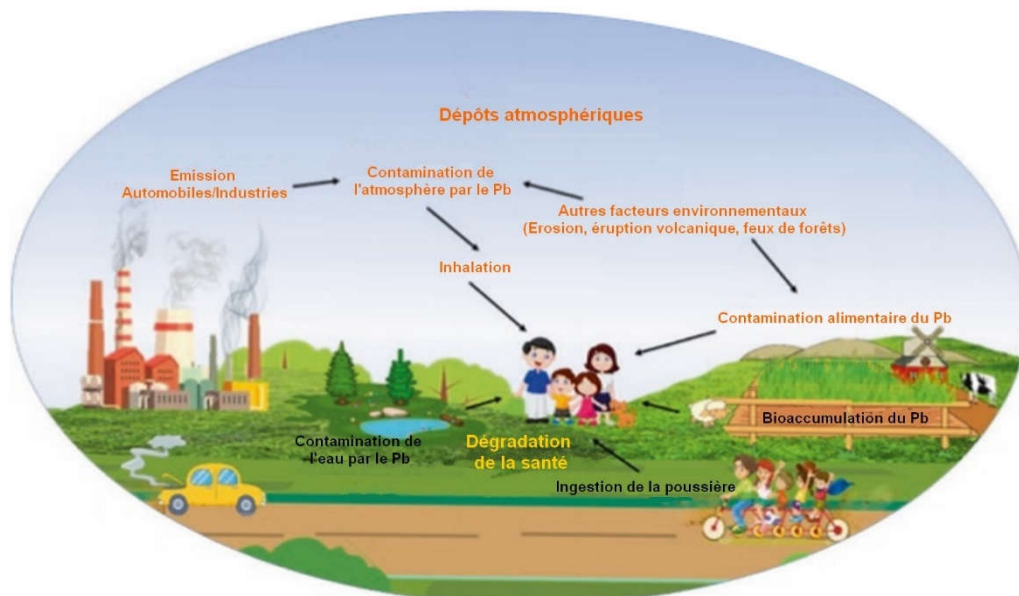 Dépôts atmosphériques
Emission
Automobiles/Industries
Contamination de
l'atmosphère par le Pb
Autres facteurs environnementaux
(Erosion, éruption volcanique, feux de forêts)
Inhalation
Contamination alimentaire du Pb
Bioaccumulation du Pb
Contamination de
l'eau par le Pb
Dégradation
de la santé
Ingestion de la poussière